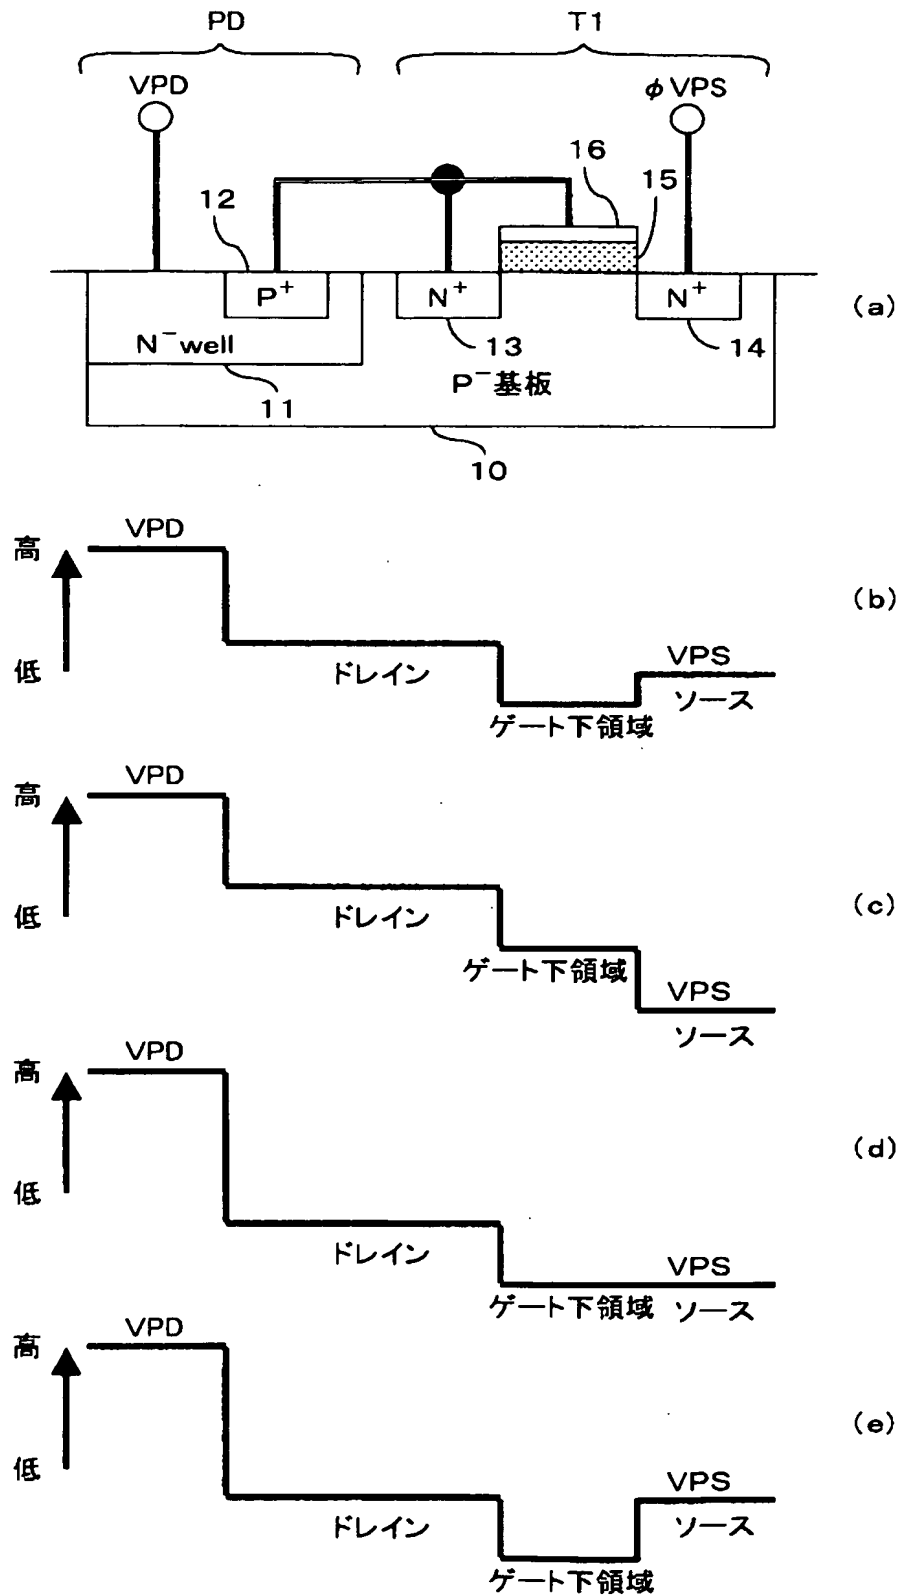 PD T1
VPD φVPS
16
15
12
P+ N+ N+
(a)
N-well 13 14
P-基板
11
10
高 VPD
(b)
低 ドレイン VPS
ゲート下領域 ソース
高 VPD
(c)
低 ドレイン
ゲート下領域 VPS
ソース
高 VPD
(d)
低
ドレイン VPS
ゲート下領域 ソース
高 VPD
(e)
低 VPS
ドレイン ソース
ゲート下領域